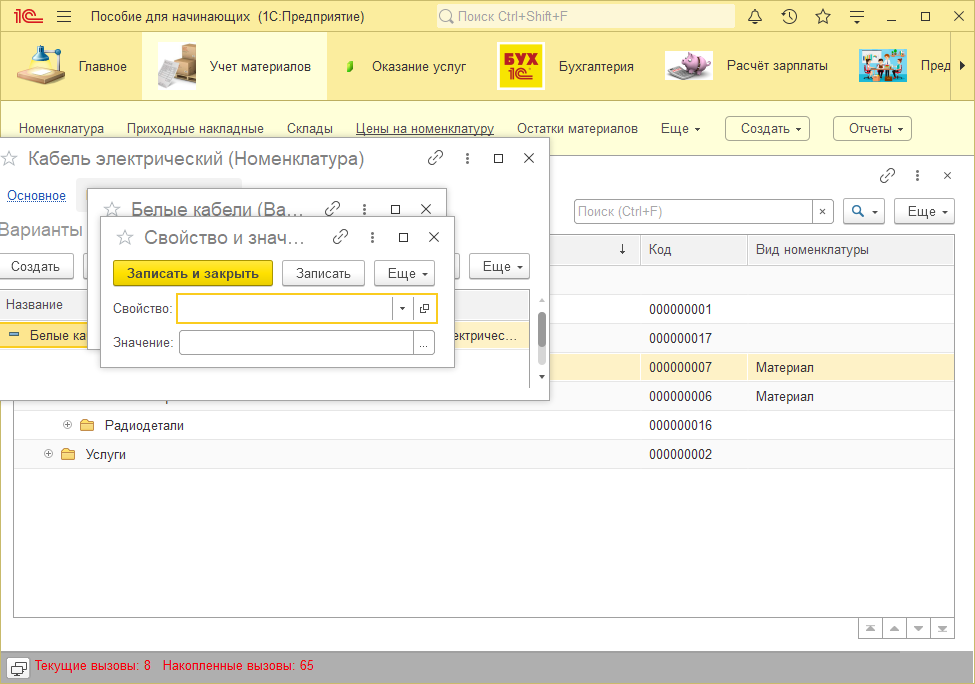 1С Пособие для начинающих (1С:Предприятие) Поиск Ctrl+Shift+F
Главное Учет материалов Оказание услуг БУХ 1С Бухгалтерия Расчёт зарплаты Пред
Номенклатура Приходные накладные Склады Цены на номенклатуру Остатки материалов Еще Создать Отчеты
Кабель электрический (Номенклатура)
Основное
Белые кабели (Ва...
Варианты
Свойство и знач...
Создать Еще
Записать и закрыть Записать Еще
Название
Свойство:
Белые ка ектричес...
Значение: ...
Поиск (Ctrl+F) × Еще
↓ Код Вид номенклатуры
000000001
000000017
000000007 Материал
000000006 Материал
Радиодетали 000000016
Услуги 000000002
Текущие вызовы: 8 Накопленные вызовы: 65